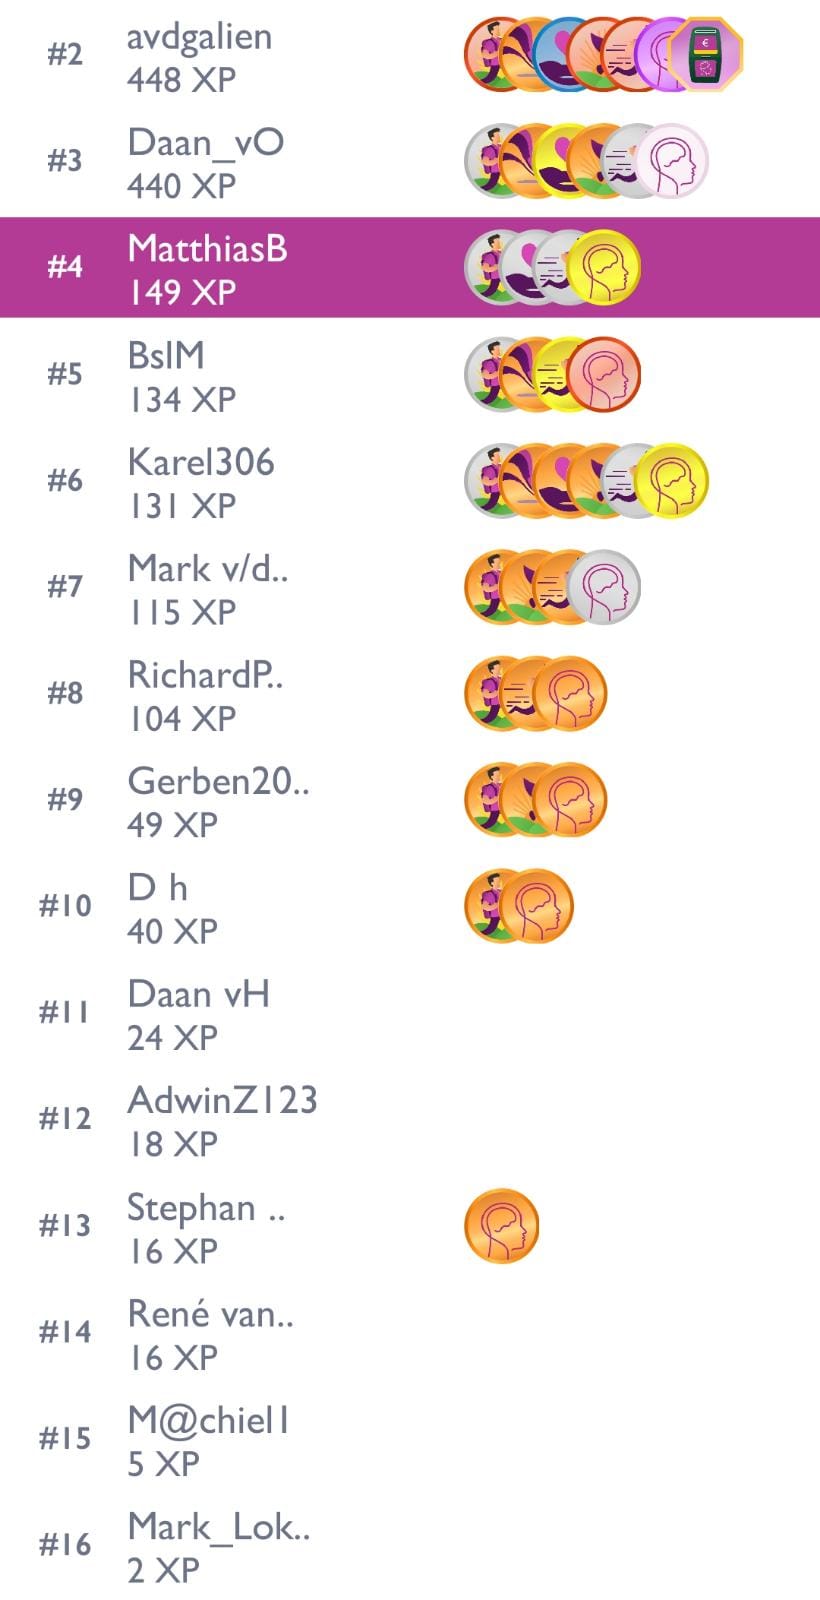 #2
avdgalien
448 XP
#3
Daan_vO
440 XP
#4
MatthiasB
149 XP
#5
BslM
134 XP
#6
Karel306
131 XP
#7
Mark v/d..
115 XP
#8
RichardP..
104 XP
#9
Gerben20..
49 XP
#10
D h
40 XP
#11
Daan vH
24 XP
#12
AdwinZ123
18 XP
#13
Stephan ..
16 XP
#14
René van..
16 XP
#15
M@chiel1
5 XP
#16
Mark_Lok..
2 XP